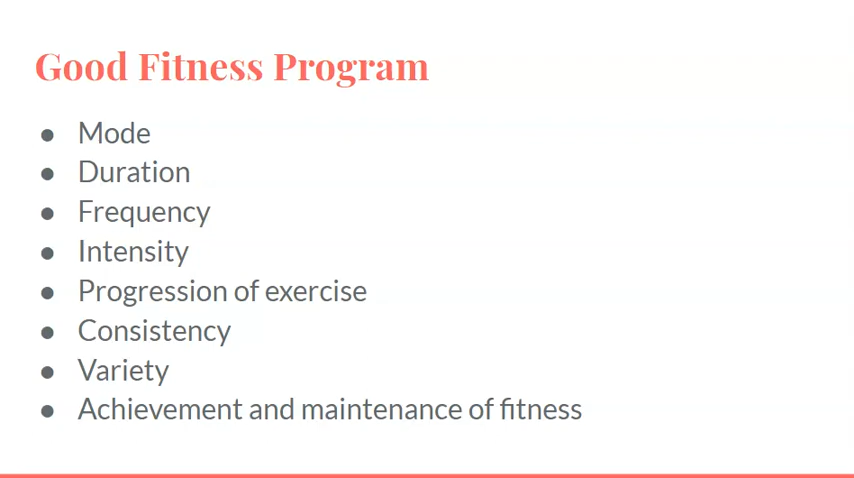 Good Fitness Program
● Mode
● Duration
● Frequency
● Intensity
● Progression of exercise
● Consistency
● Variety
● Achievement and maintenance of fitness